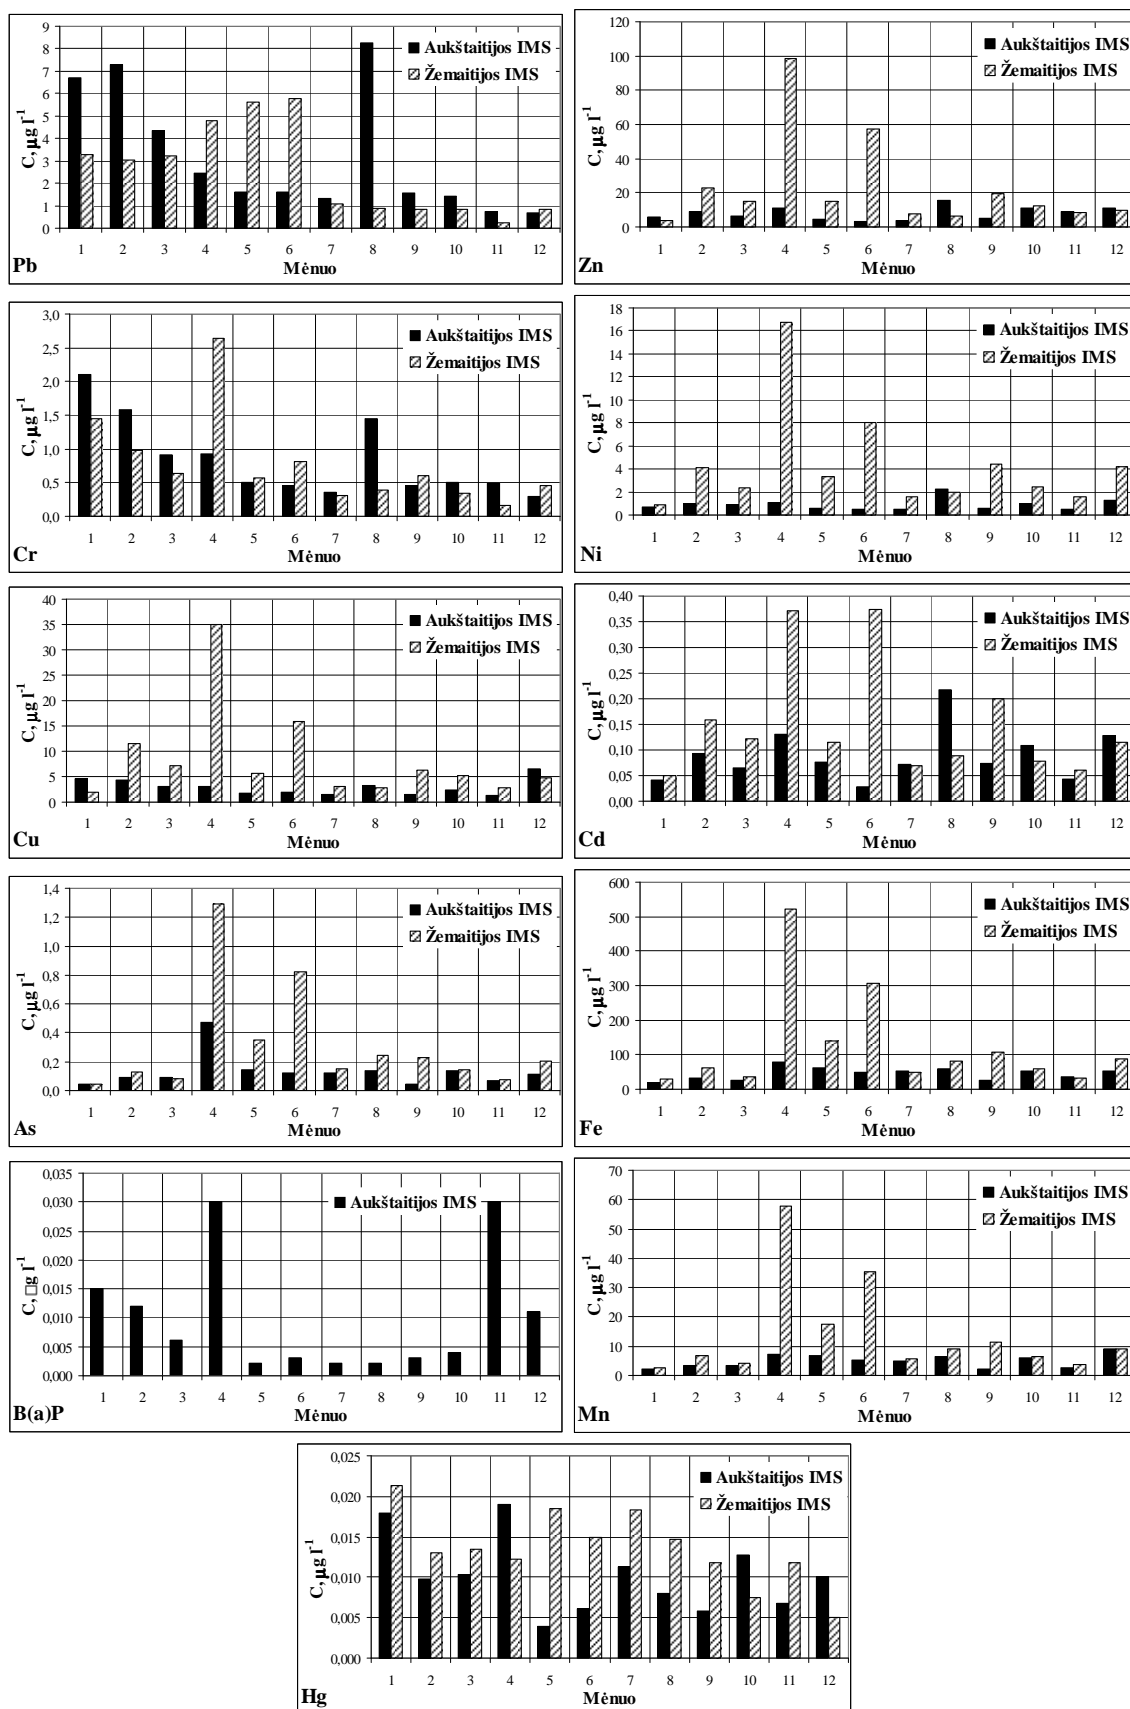 9
8
7
6
5
4
3
2
1
0
C, µg l-1
Aukštaitijos IMS
Žemaitijos IMS
1 2 3 4 5 6 7 8 9 10 11 12
Mėnuo
Pb
120
100
80
60
40
20
0
C, µg l-1
Aukštaitijos IMS
Žemaitijos IMS
1 2 3 4 5 6 7 8 9 10 11 12
Mėnuo
Zn
3,0
2,5
2,0
1,5
1,0
0,5
0,0
C, µg l-1
Aukštaitijos IMS
Žemaitijos IMS
1 2 3 4 5 6 7 8 9 10 11 12
Mėnuo
Cr
18
16
14
12
10
8
6
4
2
0
C, µg l-1
Aukštaitijos IMS
Žemaitijos IMS
1 2 3 4 5 6 7 8 9 10 11 12
Mėnuo
Ni
40
35
30
25
20
15
10
5
0
C, µg l-1
Aukštaitijos IMS
Žemaitijos IMS
1 2 3 4 5 6 7 8 9 10 11 12
Mėnuo
Cu
0,40
0,35
0,30
0,25
0,20
0,15
0,10
0,05
0,00
C, µg l-1
Aukštaitijos IMS
Žemaitijos IMS
1 2 3 4 5 6 7 8 9 10 11 12
Mėnuo
Cd
1,4
1,2
1,0
0,8
0,6
0,4
0,2
0,0
C, µg l-1
Aukštaitijos IMS
Žemaitijos IMS
1 2 3 4 5 6 7 8 9 10 11 12
Mėnuo
As
600
500
400
300
200
100
0
C, µg l-1
Aukštaitijos IMS
Žemaitijos IMS
1 2 3 4 5 6 7 8 9 10 11 12
Mėnuo
Fe
0,035
0,030
0,025
0,020
0,015
0,010
0,005
0,000
C, □g l-1
Aukštaitijos IMS
1 2 3 4 5 6 7 8 9 10 11 12
Mėnuo
B(a)P
70
60
50
40
30
20
10
0
C, µg l-1
Aukštaitijos IMS
Žemaitijos IMS
1 2 3 4 5 6 7 8 9 10 11 12
Mėnuo
Mn
0,025
0,020
0,015
0,010
0,005
0,000
C, µg l-1
Aukštaitijos IMS
Žemaitijos IMS
1 2 3 4 5 6 7 8 9 10 11 12
Mėnuo
Hg